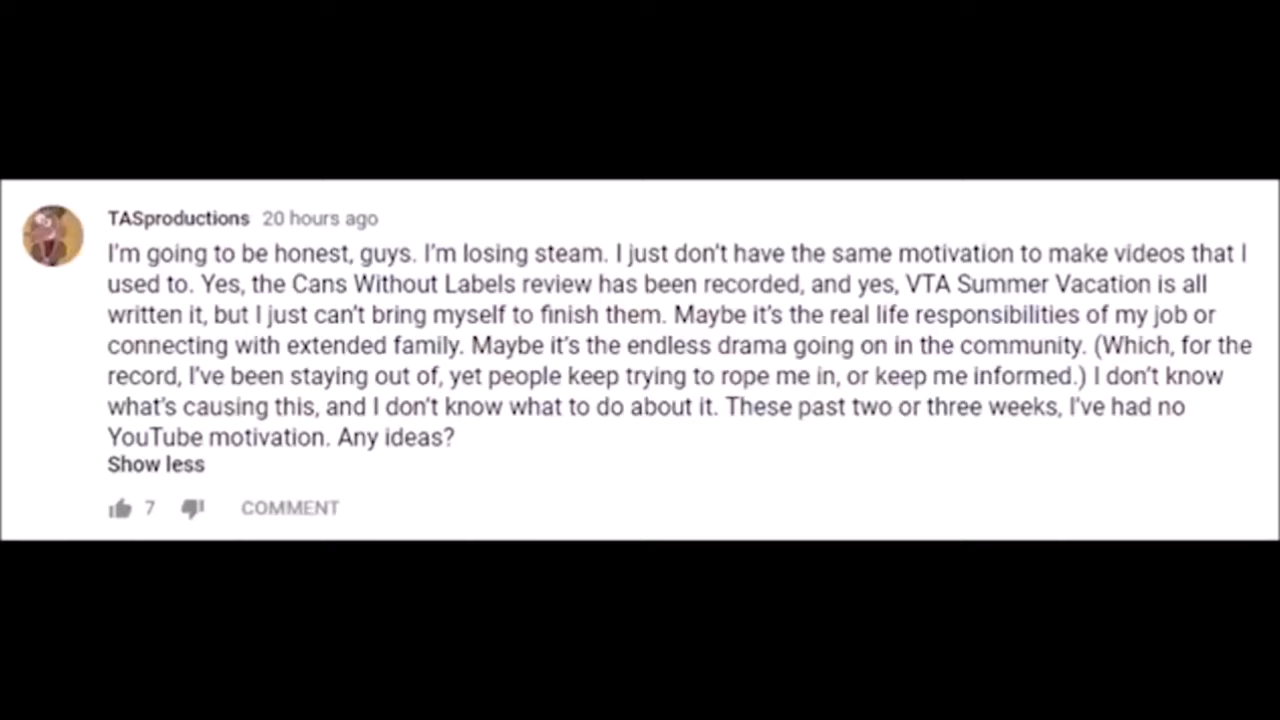 TASproductions 20 hours ago
I'm going to be honest, guys. I'm losing steam. I just don't have the same motivation to make videos that I
used to. Yes, the Cans Without Labels review has been recorded, and yes, VTA Summer Vacation is all
written it, but I just can't bring myself to finish them. Maybe it's the real life responsibilities of my job or
connecting with extended family. Maybe it's the endless drama going on in the community. (Which, for the
record, I've been staying out of, yet people keep trying to rope me in, or keep me informed.) I don't know
what's causing this, and I don't know what to do about it. These past two or three weeks, I've had no
YouTube motivation. Any ideas?
Show less
7 COMMENT